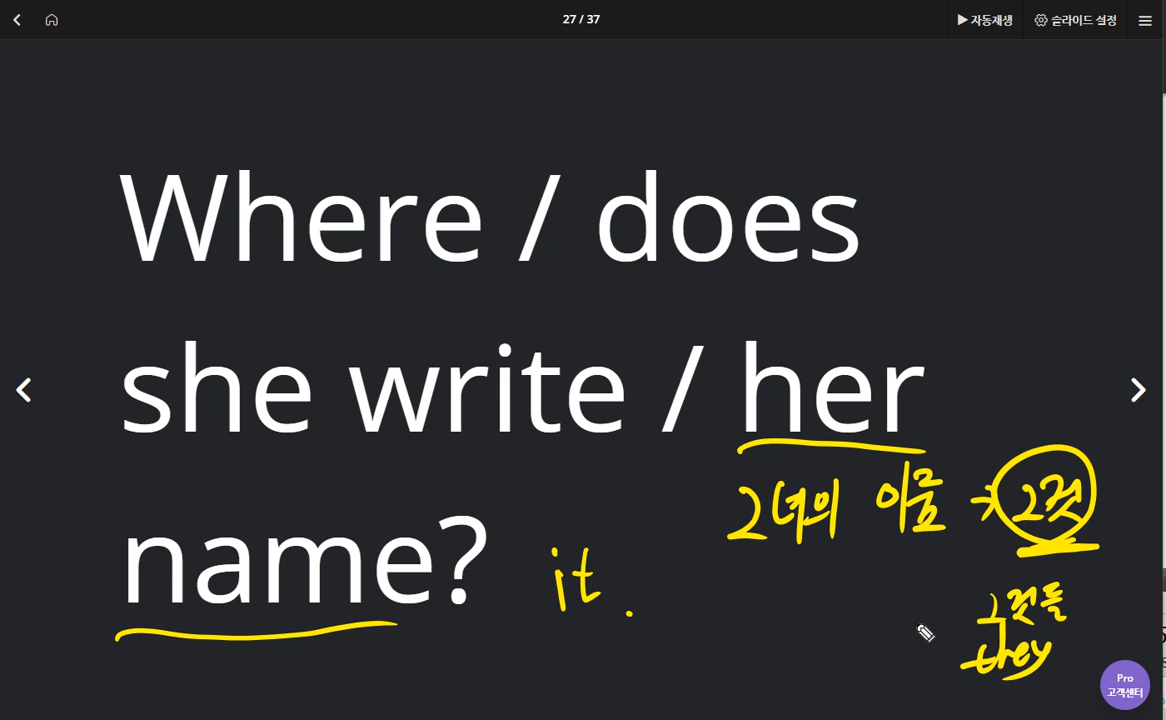 27 / 37
▶ 자동재생
슬라이드 설정
Where / does
she write / her
name?
그녀의 이름 → 그것
it.
그것들
they
Pro
고객센터